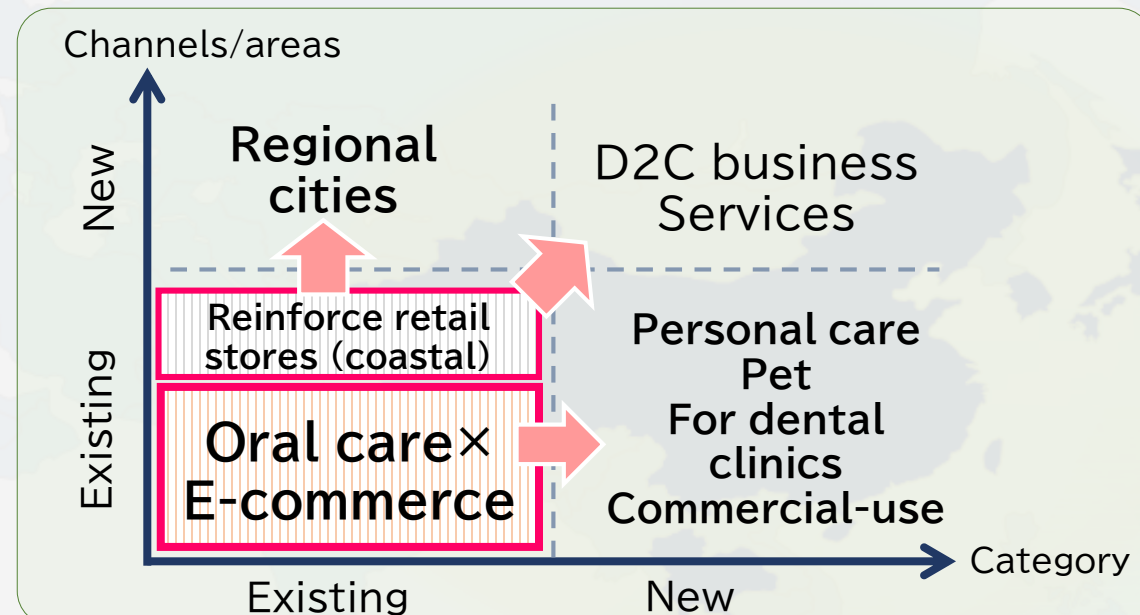 Channels/areas
New
Regional
cities
D2C business
Services
Existing
Reinforce retail
stores (coastal)
Oral care×
E-commerce
Personal care
Pet
For dental
clinics
Commercial-use
Category
Existing
New